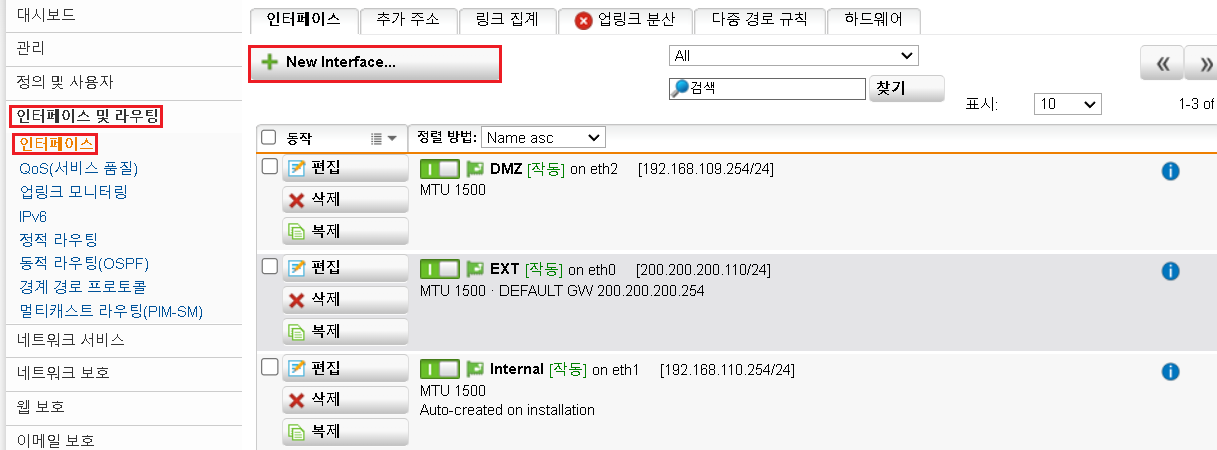 대시보드
관리
정의 및 사용자
인터페이스 및 라우팅
인터페이스
QoS(서비스 품질)
업링크 모니터링
IPv6
정적 라우팅
동적 라우팅(OSPF)
경계 경로 프로토콜
멀티캐스트 라우팅(PIM-SM)
네트워크 서비스
네트워크 보호
웹 보호
이메일 보호
인터페이스 추가 주소 링크 집계 업링크 분산 다중 경로 규칙 하드웨어
New Interface...
All
검색 찾기
표시: 10 1-3 of
동작 정렬 방법: Name asc
편집 DMZ [작동] on eth2 [192.168.109.254/24]
삭제 MTU 1500
복제
편집 EXT [작동] on eth0 [200.200.200.110/24]
삭제 MTU 1500 · DEFAULT GW 200.200.200.254
복제
편집 Internal [작동] on eth1 [192.168.110.254/24]
삭제 MTU 1500
복제 Auto-created on installation